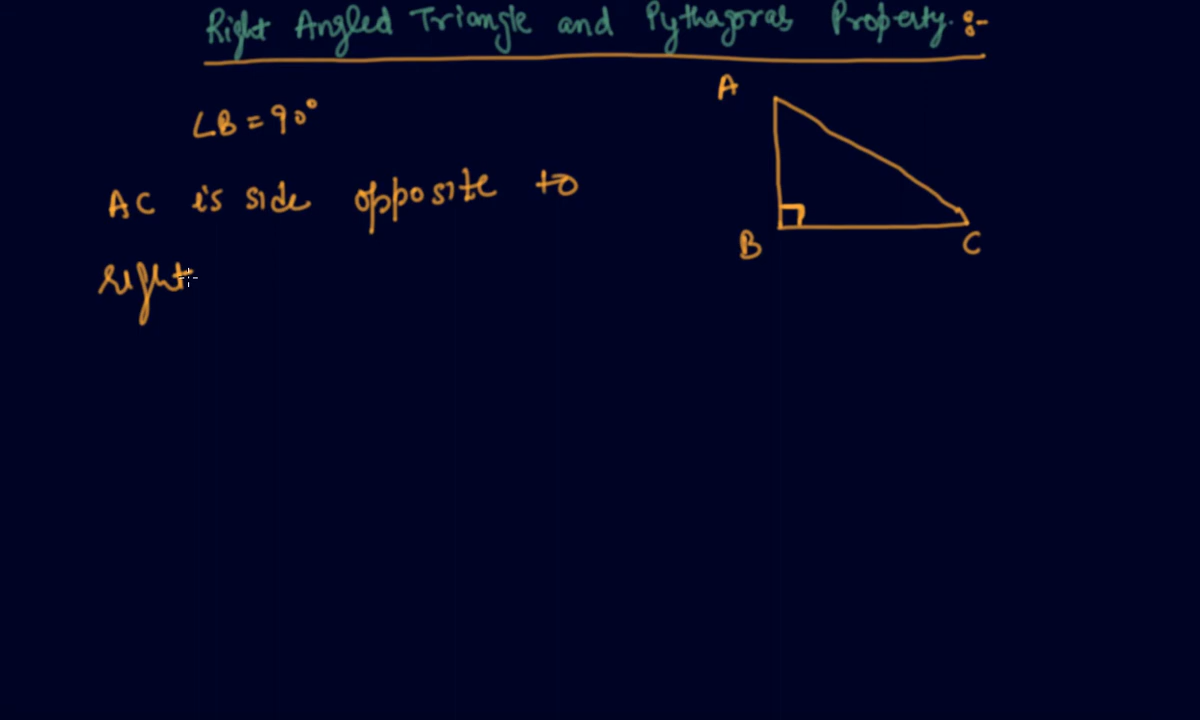 Right Angled Triangle and Pythagoras Property :-
∠B = 90°
A
AC is side opposite to
B
C
right